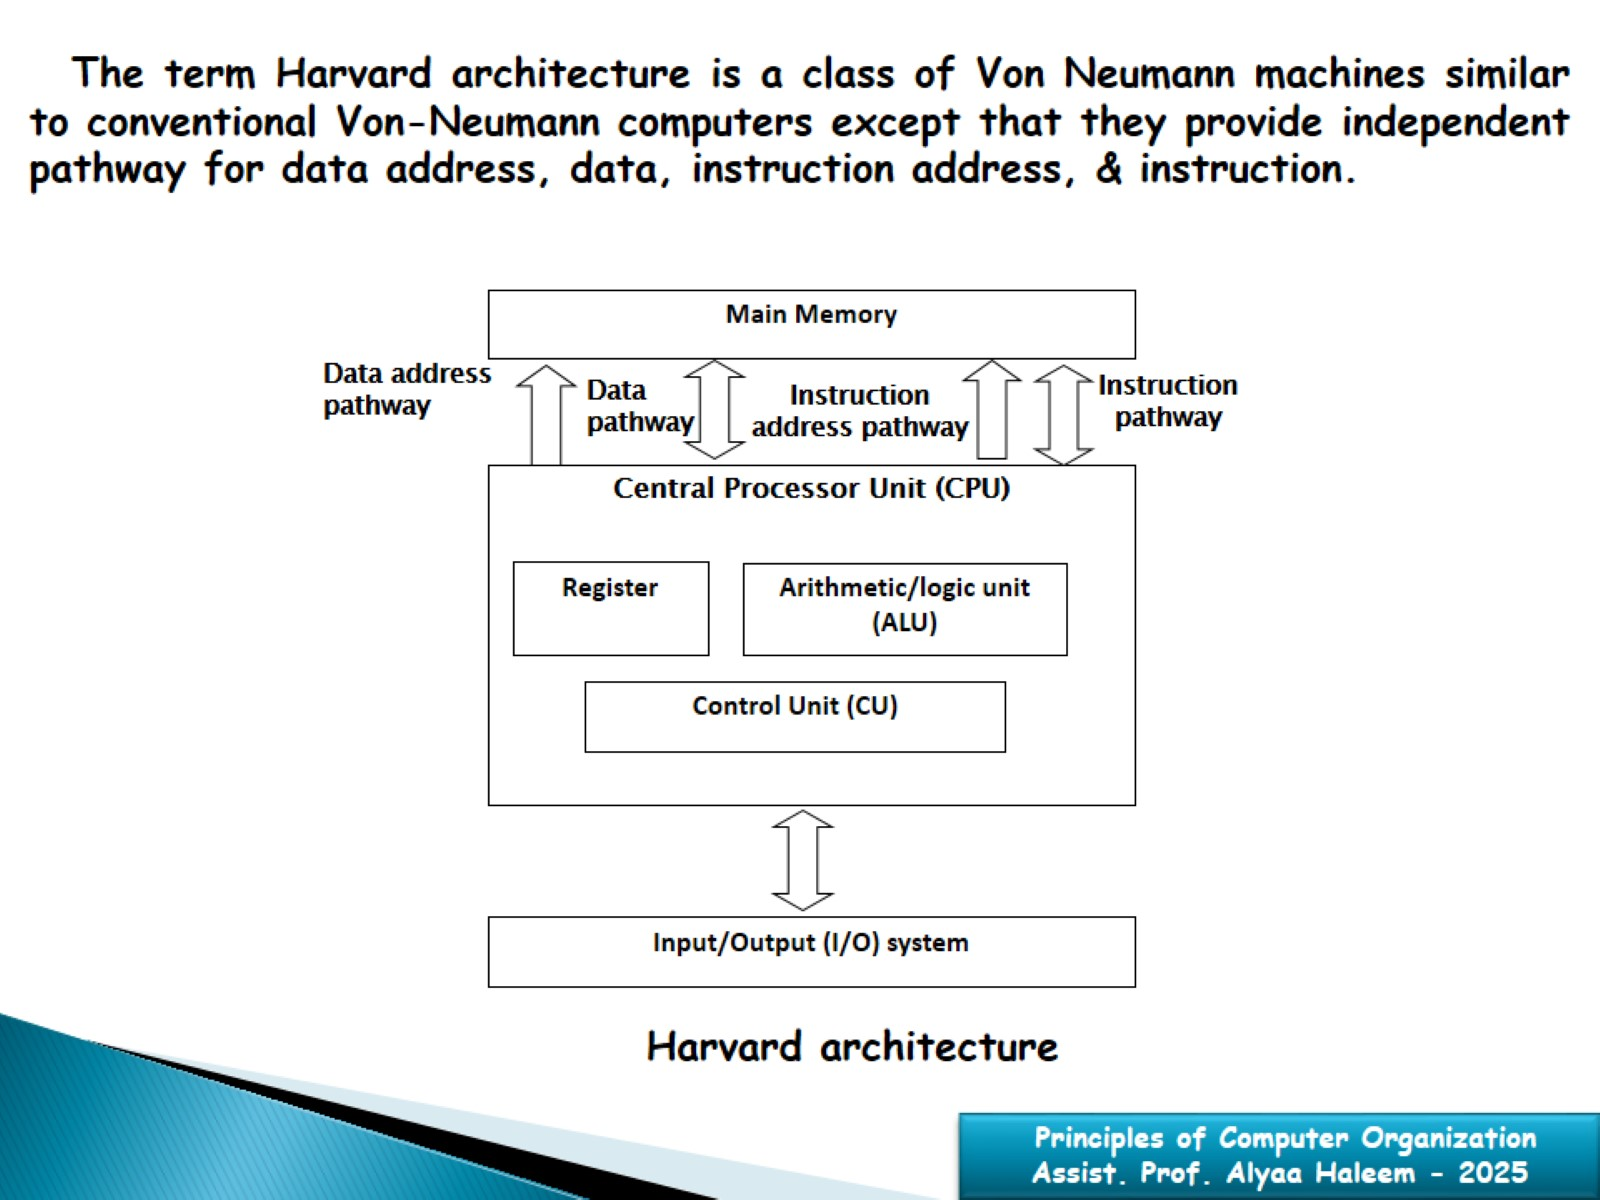 The term Harvard architecture is a class of Von Neumann machines similar
to conventional Von-Neumann computers except that they provide independent
pathway for data address, data, instruction address, & instruction.
Main Memory
Data address
pathway
Data
pathway
Instruction
address pathway
Instruction
pathway
Central Processor Unit (CPU)
Register
Arithmetic/logic unit
(ALU)
Control Unit (CU)
Input/Output (I/O) system
Harvard architecture
Principles of Computer Organization
Assist. Prof. Alyaa Haleem - 2025